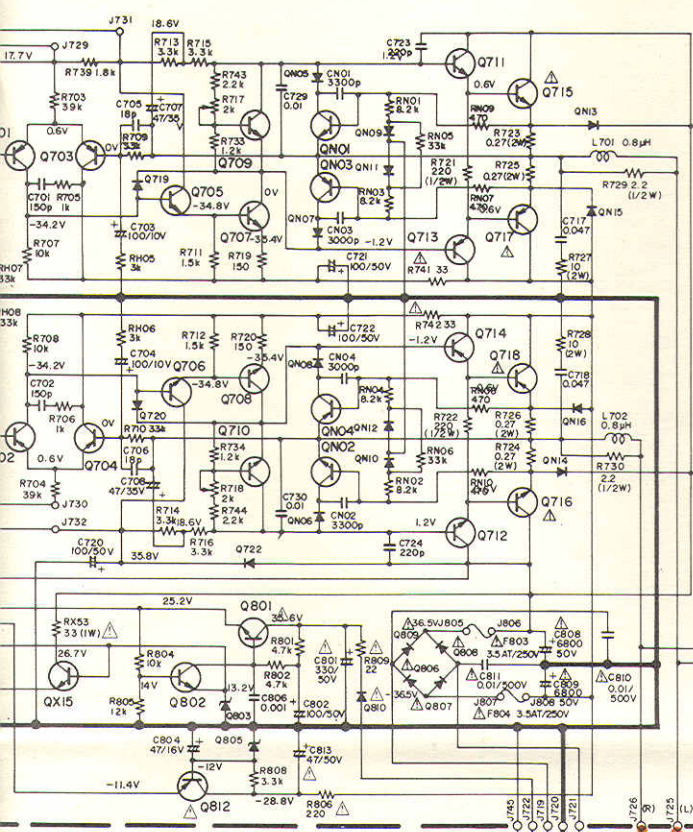 J731
18.6V
J729
17.7V
R713
3.3k
R715
3.3k
C723
220p
1.2V
Q711
R739 1.8k
R743
2.2k
QN05
CN01
3300p
0.6V
Q715
R703
39k
C705
18p
C707
47/35V
R717
2k
C729
0.01
RN01
8.2k
QN09
RN05
33k
RN09
470
R723
0.27(2W)
QN13
L701 0.8µH
0.6V
Q703
R709
33k
0V
R733
1.2k
Q709
QN01
QN03
QN11
R721
220
(1/2W)
R725
0.27(2W)
R729 2.2
(1/2W)
Q719
Q705
-34.8V
0V
RN03
8.2k
RN07
470
0.6V
QN15
C701
150p
R705
1k
-34.2V
C703
100/10V
Q707
-35.4V
QN07
CN03
3000p
-1.2V
Q713
Q717
C717
0.047
R707
10k
RH07
33k
RH05
3k
R711
1.5k
R719
150
C721
100/50V
R741 33
R727
10
(2W)
RH08
33k
R708
10k
RH06
3k
R712
1.5k
R720
150
C722
100/50V
R742 33
-1.2V
Q714
R728
10
(2W)
-34.2V
C704
100/10V
Q706
-34.8V
-35.4V
Q708
QN08
CN04
3000p
Q718
C718
0.047
C702
150p
R706
1k
Q720
RN04
8.2k
0.6V
RN08
470
L702
0.8µH
0V
R710 33k
Q710
QN04
QN02
QN12
QN10
R722
220
(1/2W)
R726
0.27
(2W)
QN16
02
0.6V
Q704
C706
18p
C708
47/35V
R734
1.2k
RN06
33k
R724
0.27
(2W)
QN14
R730
2.2
(1/2W)
R704
39k
R718
2k
R744
2.2k
C730
0.01
QN06
CN02
3300p
RN02
8.2k
RN10
470
Q716
J730
J732
R714
3.3k
18.6V
R716
3.3k
C724
220p
1.2V
Q712
C720
100/50V
35.8V
Q722
25.2V
Q801
35.6V
36.5V
J805
J806
RX53
33 (1W)
R801
4.7k
C801
330/
50V
R809
22
Q809
Q808
F803
3.5AT/250V
C808
6800
50V
26.7V
R804
10k
R802
4.7k
Q806
C811
0.01/500V
C809
6800
50V
C810
0.01/
500V
QX15
14V
Q802
13.2V
C806
0.001
-36.5V
R805
12k
Q803
C802
100/50V
Q810
Q807
J807
J808
F804 3.5AT/250V
C804
47/16V
Q805
C813
47/50V
-12V
R808
3.3k
-11.4V
Q812
-28.8V
R806
220
J745
J722
J719
J720
J721
J726
(R)
J725
(L)